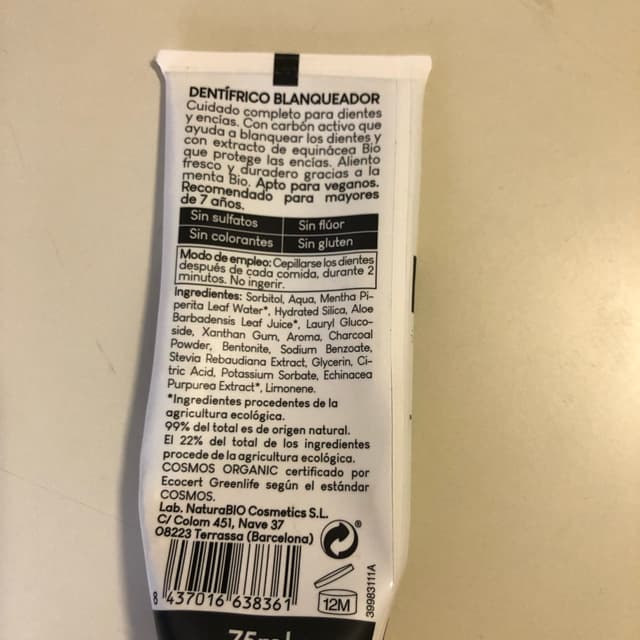 DENTÍFRICO BLANQUEADOR
Cuidado completo para dientes
y encías. Con carbón activo que
ayuda a blanquear los dientes y
con extracto de equinácea Bio
que protege las encías. Aliento
fresco y duradero gracias a la
menta Bio. Apto para veganos.
Recomendado para mayores
de 7 años.
Sin sulfatos Sin flúor
Sin colorantes Sin gluten
Modo de empleo: Cepillarse los dientes
después de cada comida, durante 2
minutos. No ingerir.
Ingredientes: Sorbitol, Aqua, Mentha Pi-
perita Leaf Water*, Hydrated Silica, Aloe
Barbadensis Leaf Juice*, Lauryl Gluco-
side, Xanthan Gum, Aroma, Charcoal
Powder, Bentonite, Sodium Benzoate,
Stevia Rebaudiana Extract, Glycerin, Ci-
tric Acid, Potassium Sorbate, Echinacea
Purpurea Extract*, Limonene.
*Ingredientes procedentes de la
agricultura ecológica.
99% del total es de origen natural.
El 22% del total de los ingredientes
procede de la agricultura ecológica.
COSMOS ORGANIC certificado por
Ecocert Greenlife según el estándar
COSMOS.
Lab. NaturaBIO Cosmetics S.L.
C/ Colom 451, Nave 37
08223 Terrassa (Barcelona)
®
8 437016 638361
12M
39983111A
75ml